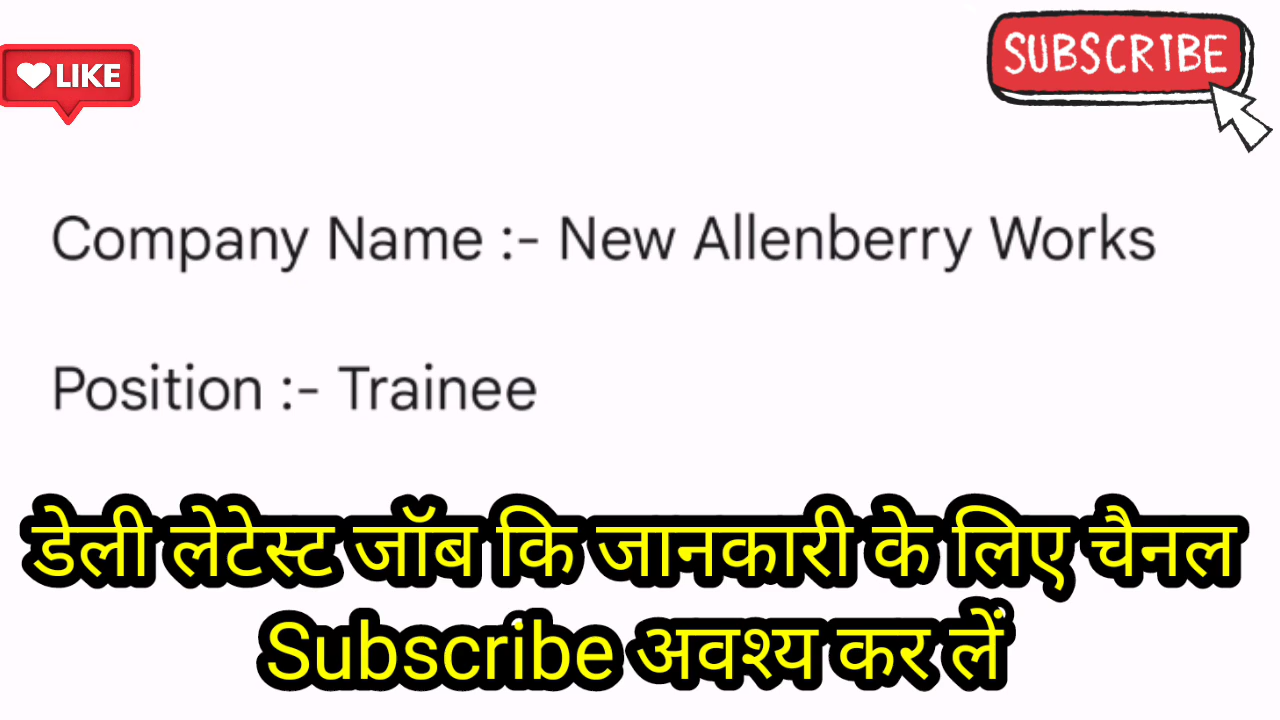 LIKE
SUBSCRIBE
Company Name :- New Allenberry Works
Position :- Trainee
डेली लेटेस्ट जॉब कि जानकारी के लिए चैनल
Subscribe अवश्य कर लें